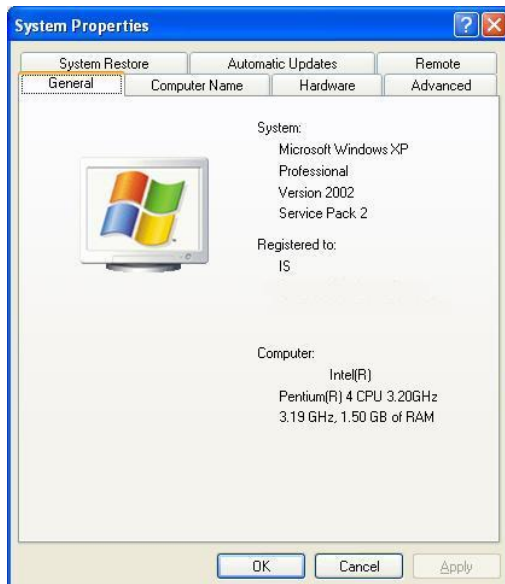 System Properties
?
X
System Restore Automatic Updates Remote
General Computer Name Hardware Advanced
System:
Microsoft Windows XP
Professional
Version 2002
Service Pack 2
Registered to:
IS
Computer:
Intel(R)
Pentium(R) 4 CPU 3.20GHz
3.19 GHz, 1.50 GB of RAM
OK Cancel Apply